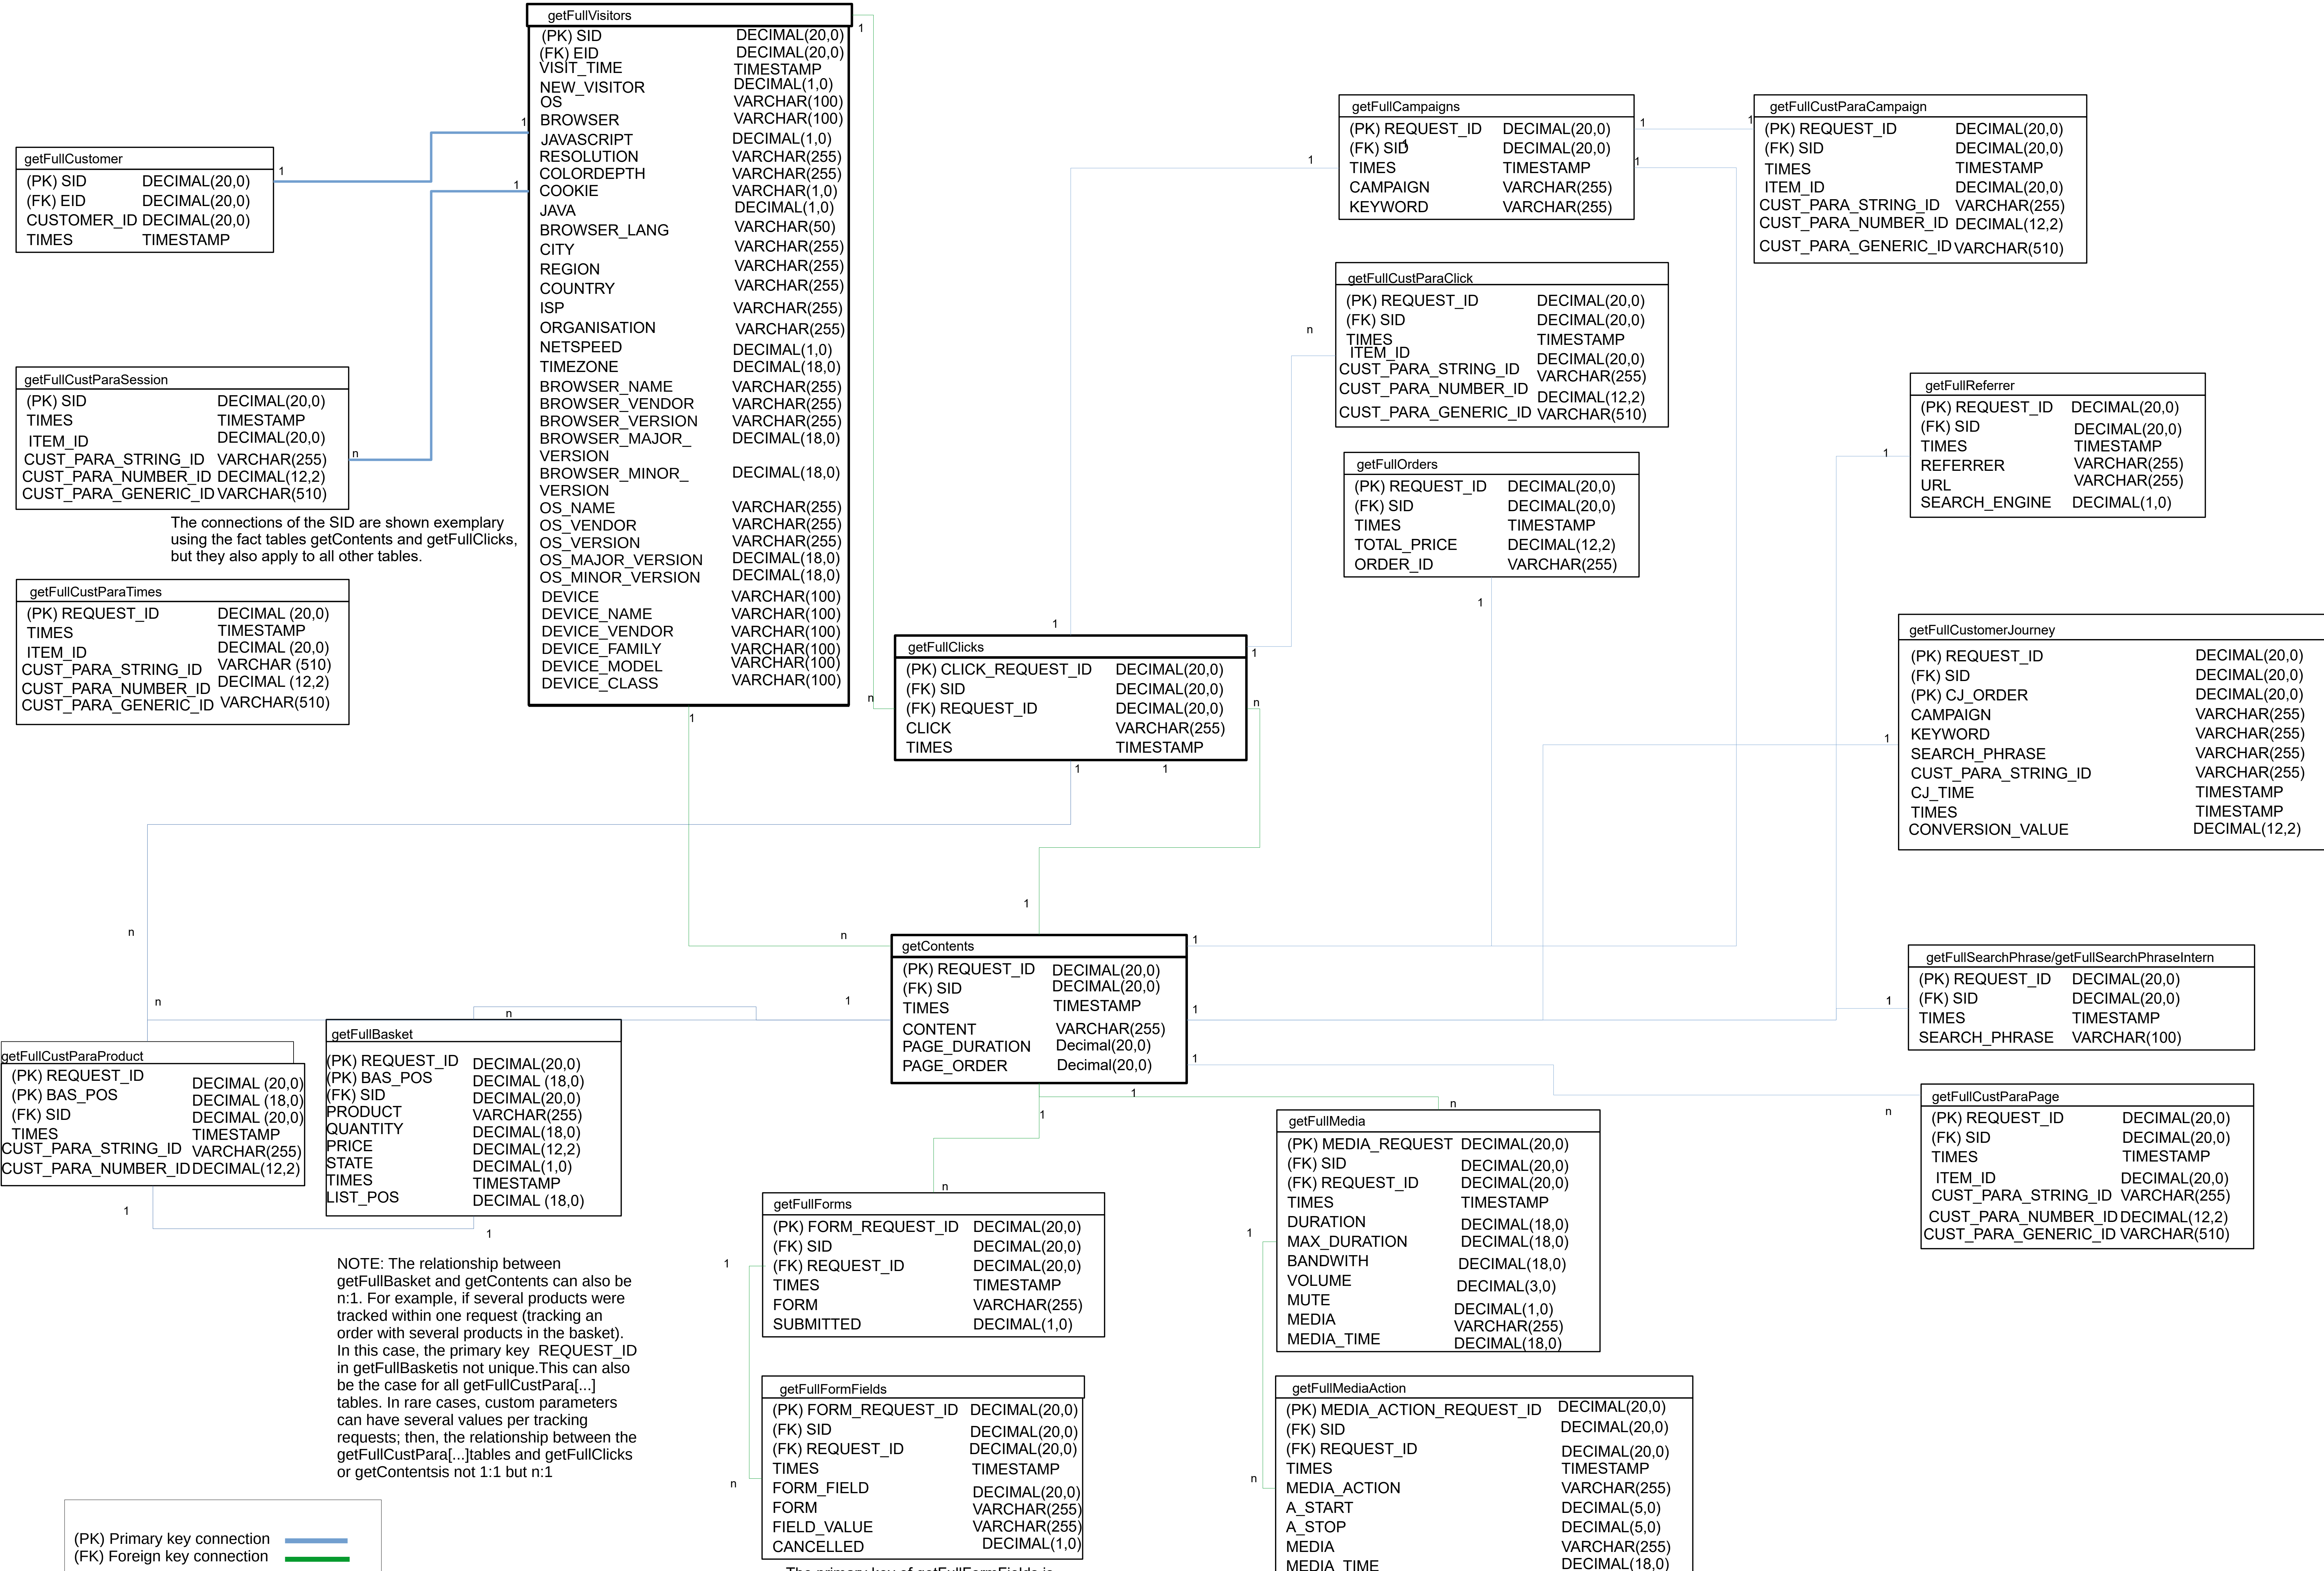 getFullVisitors
(PK) SID DECIMAL(20,0)
(FK) EID DECIMAL(20,0)
VISIT_TIME TIMESTAMP
NEW_VISITOR DECIMAL(1,0)
OS VARCHAR(100)
BROWSER VARCHAR(100)
JAVASCRIPT DECIMAL(1,0)
RESOLUTION VARCHAR(255)
COLORDEPTH VARCHAR(255)
COOKIE VARCHAR(1,0)
JAVA DECIMAL(1,0)
BROWSER_LANG VARCHAR(50)
CITY VARCHAR(255)
REGION VARCHAR(255)
COUNTRY VARCHAR(255)
ISP VARCHAR(255)
ORGANISATION VARCHAR(255)
NETSPEED DECIMAL(1,0)
TIMEZONE DECIMAL(18,0)
BROWSER_NAME VARCHAR(255)
BROWSER_VENDOR VARCHAR(255)
BROWSER_VERSION VARCHAR(255)
BROWSER_MAJOR_ DECIMAL(18,0)
VERSION
BROWSER_MINOR_ DECIMAL(18,0)
VERSION
OS_NAME VARCHAR(255)
OS_VENDOR VARCHAR(255)
OS_VERSION VARCHAR(255)
OS_MAJOR_VERSION DECIMAL(18,0)
OS_MINOR_VERSION DECIMAL(18,0)
DEVICE VARCHAR(100)
DEVICE_NAME VARCHAR(100)
DEVICE_VENDOR VARCHAR(100)
DEVICE_FAMILY VARCHAR(100)
DEVICE_MODEL VARCHAR(100)
DEVICE_CLASS VARCHAR(100)
1
1
1
1
getFullCustomer
(PK) SID DECIMAL(20,0)
(FK) EID DECIMAL(20,0)
CUSTOMER_ID DECIMAL(20,0)
TIMES TIMESTAMP
1
getFullCustParaSession
(PK) SID DECIMAL(20,0)
TIMES TIMESTAMP
ITEM_ID DECIMAL(20,0)
CUST_PARA_STRING_ID VARCHAR(255)
CUST_PARA_NUMBER_ID DECIMAL(12,2)
CUST_PARA_GENERIC_ID VARCHAR(510)
n
The connections of the SID are shown exemplary
using the fact tables getContents and getFullClicks,
but they also apply to all other tables.
getFullCustParaTimes
(PK) REQUEST_ID DECIMAL (20,0)
TIMES TIMESTAMP
ITEM_ID DECIMAL (20,0)
CUST_PARA_STRING_ID VARCHAR (510)
CUST_PARA_NUMBER_ID DECIMAL (12,2)
CUST_PARA_GENERIC_ID VARCHAR(510)
getFullCampaigns
(PK) REQUEST_ID DECIMAL(20,0)
(FK) SID DECIMAL(20,0)
1
TIMES TIMESTAMP
CAMPAIGN VARCHAR(255)
KEYWORD VARCHAR(255)
1
1
1
1
getFullCustParaCampaign
(PK) REQUEST_ID DECIMAL(20,0)
(FK) SID DECIMAL(20,0)
TIMES TIMESTAMP
ITEM_ID DECIMAL(20,0)
CUST_PARA_STRING_ID VARCHAR(255)
CUST_PARA_NUMBER_ID DECIMAL(12,2)
CUST_PARA_GENERIC_ID VARCHAR(510)
getFullCustParaClick
(PK) REQUEST_ID DECIMAL(20,0)
(FK) SID DECIMAL(20,0)
TIMES TIMESTAMP
ITEM_ID DECIMAL(20,0)
CUST_PARA_STRING_ID VARCHAR(255)
CUST_PARA_NUMBER_ID DECIMAL(12,2)
CUST_PARA_GENERIC_ID VARCHAR(510)
n
getFullOrders
(PK) REQUEST_ID DECIMAL(20,0)
(FK) SID DECIMAL(20,0)
TIMES TIMESTAMP
TOTAL_PRICE DECIMAL(12,2)
ORDER_ID VARCHAR(255)
1
getFullReferrer
(PK) REQUEST_ID DECIMAL(20,0)
(FK) SID DECIMAL(20,0)
TIMES TIMESTAMP
REFERRER VARCHAR(255)
URL VARCHAR(255)
SEARCH_ENGINE DECIMAL(1,0)
1
getFullClicks
(PK) CLICK_REQUEST_ID DECIMAL(20,0)
(FK) SID DECIMAL(20,0)
(FK) REQUEST_ID DECIMAL(20,0)
CLICK VARCHAR(255)
TIMES TIMESTAMP
1
1
n
n
1
1
getFullCustomerJourney
(PK) REQUEST_ID DECIMAL(20,0)
(FK) SID DECIMAL(20,0)
(PK) CJ_ORDER DECIMAL(20,0)
CAMPAIGN VARCHAR(255)
KEYWORD VARCHAR(255)
SEARCH_PHRASE VARCHAR(255)
CUST_PARA_STRING_ID VARCHAR(255)
CJ_TIME TIMESTAMP
TIMES TIMESTAMP
CONVERSION_VALUE DECIMAL(12,2)
1
getContents
(PK) REQUEST_ID DECIMAL(20,0)
(FK) SID DECIMAL(20,0)
TIMES TIMESTAMP
CONTENT VARCHAR(255)
PAGE_DURATION Decimal(20,0)
PAGE_ORDER Decimal(20,0)
1
n
1
1
1
1
1
1
getFullSearchPhrase/getFullSearchPhraseIntern
(PK) REQUEST_ID DECIMAL(20,0)
(FK) SID DECIMAL(20,0)
TIMES TIMESTAMP
SEARCH_PHRASE VARCHAR(100)
1
getFullCustParaProduct
(PK) REQUEST_ID DECIMAL (20,0)
(PK) BAS_POS DECIMAL (18,0)
(FK) SID DECIMAL (20,0)
TIMES TIMESTAMP
CUST_PARA_STRING_ID VARCHAR(255)
CUST_PARA_NUMBER_ID DECIMAL(12,2)
n
n
1
getFullBasket
(PK) REQUEST_ID DECIMAL(20,0)
(PK) BAS_POS DECIMAL (18,0)
(FK) SID DECIMAL(20,0)
PRODUCT VARCHAR(255)
QUANTITY DECIMAL(18,0)
PRICE DECIMAL(12,2)
STATE DECIMAL(1,0)
TIMES TIMESTAMP
LIST_POS DECIMAL (18,0)
n
1
NOTE: The relationship between
getFullBasket and getContents can also be
n:1. For example, if several products were
tracked within one request (tracking an
order with several products in the basket).
In this case, the primary key REQUEST_ID
in getFullBasketis not unique.This can also
be the case for all getFullCustPara[...]
tables. In rare cases, custom parameters
can have several values per tracking
requests; then, the relationship between the
getFullCustPara[...]tables and getFullClicks
or getContentsis not 1:1 but n:1
getFullCustParaPage
(PK) REQUEST_ID DECIMAL(20,0)
(FK) SID DECIMAL(20,0)
TIMES TIMESTAMP
ITEM_ID DECIMAL(20,0)
CUST_PARA_STRING_ID VARCHAR(255)
CUST_PARA_NUMBER_ID DECIMAL(12,2)
CUST_PARA_GENERIC_ID VARCHAR(510)
n
getFullMedia
(PK) MEDIA_REQUEST DECIMAL(20,0)
(FK) SID DECIMAL(20,0)
(FK) REQUEST_ID DECIMAL(20,0)
TIMES TIMESTAMP
DURATION DECIMAL(18,0)
MAX_DURATION DECIMAL(18,0)
BANDWITH DECIMAL(18,0)
VOLUME DECIMAL(3,0)
MUTE DECIMAL(1,0)
MEDIA VARCHAR(255)
MEDIA_TIME DECIMAL(18,0)
n
1
getFullForms
(PK) FORM_REQUEST_ID DECIMAL(20,0)
(FK) SID DECIMAL(20,0)
(FK) REQUEST_ID DECIMAL(20,0)
TIMES TIMESTAMP
FORM VARCHAR(255)
SUBMITTED DECIMAL(1,0)
n
1
getFullFormFields
(PK) FORM_REQUEST_ID DECIMAL(20,0)
(FK) SID DECIMAL(20,0)
(FK) REQUEST_ID DECIMAL(20,0)
TIMES TIMESTAMP
FORM_FIELD DECIMAL(20,0)
FORM VARCHAR(255)
FIELD_VALUE VARCHAR(255)
CANCELLED DECIMAL(1,0)
n
getFullMediaAction
(PK) MEDIA_ACTION_REQUEST_ID DECIMAL(20,0)
(FK) SID DECIMAL(20,0)
(FK) REQUEST_ID DECIMAL(20,0)
TIMES TIMESTAMP
MEDIA_ACTION VARCHAR(255)
A_START DECIMAL(5,0)
A_STOP DECIMAL(5,0)
MEDIA VARCHAR(255)
MEDIA_TIME DECIMAL(18,0)
n
(PK) Primary key connection
(FK) Foreign key connection